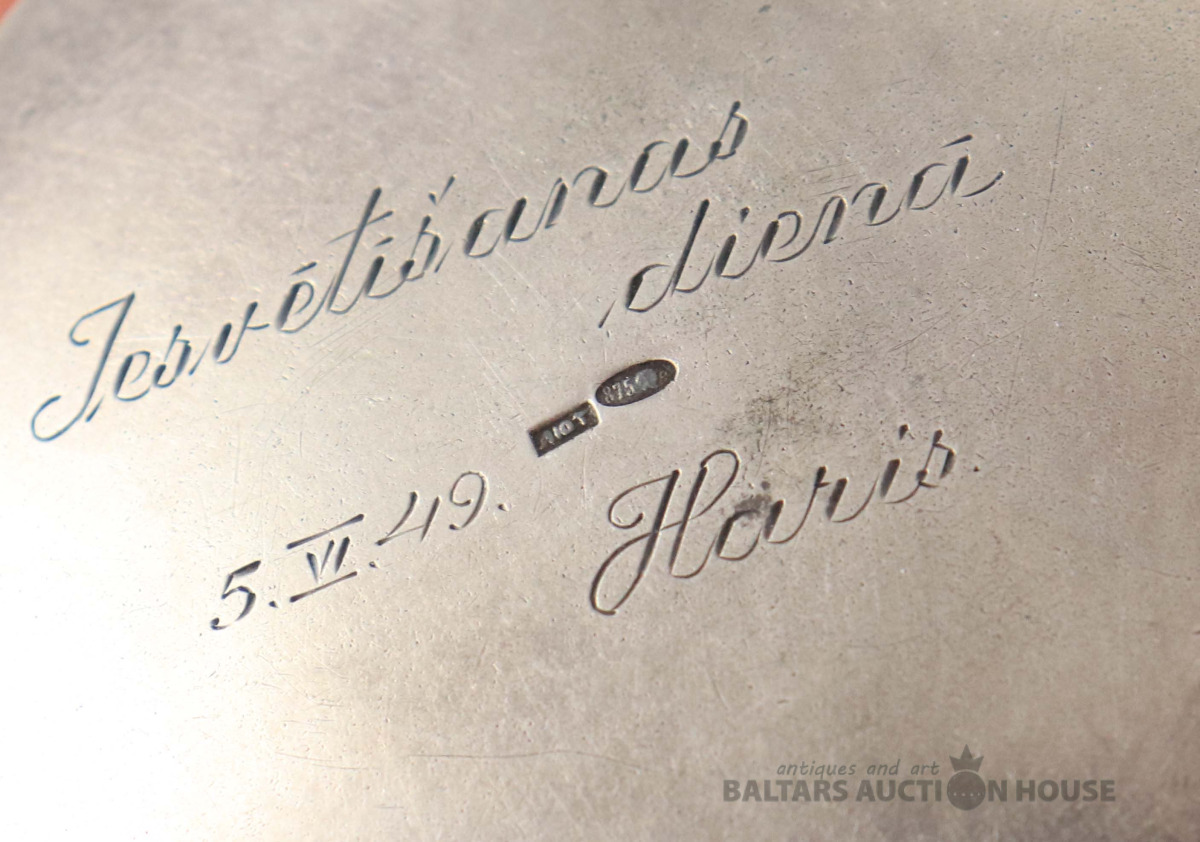 Iesvētīšanas
dienā
875
5. VI. 49.
Haris.
antiques and art
BALTARS AUCTION HOUSE